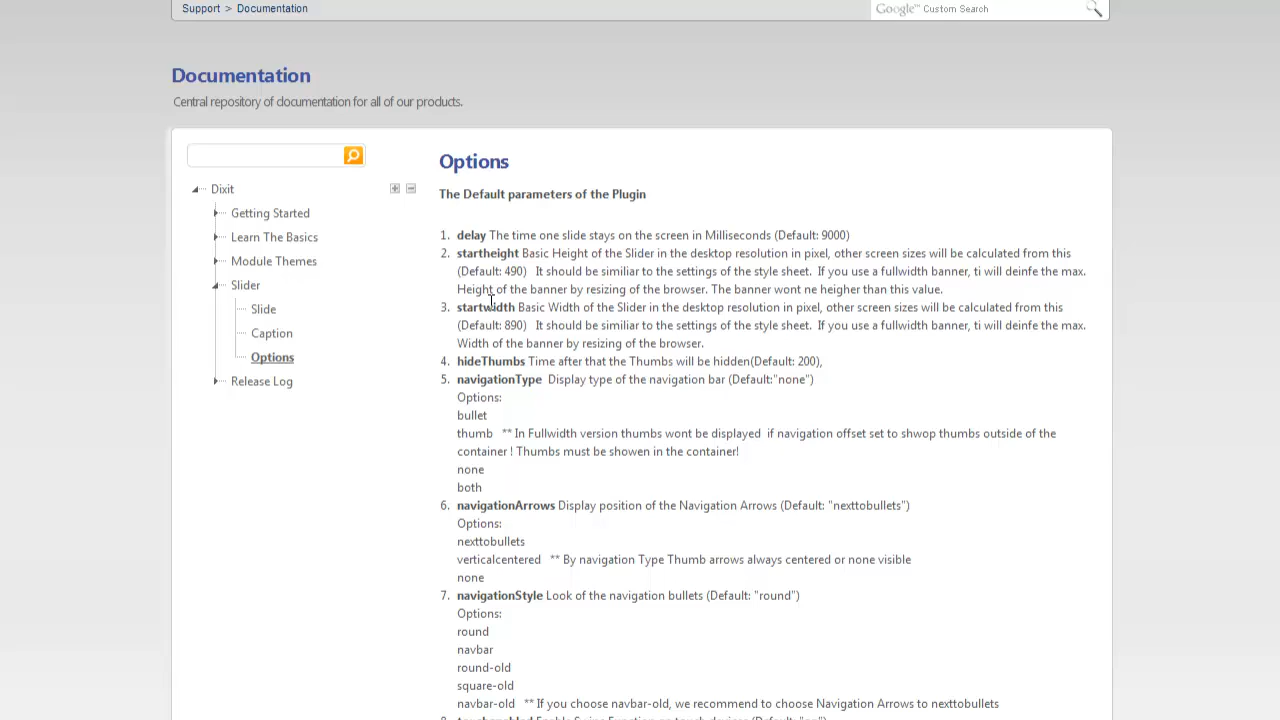 Support > Documentation
Google™ Custom Search
Documentation
Central repository of documentation for all of our products.
Dixit
Getting Started
Learn The Basics
Module Themes
Slider
Slide
Caption
Options
Release Log
Options
The Default parameters of the Plugin
1. delay The time one slide stays on the screen in Milliseconds (Default: 9000)
2. startheight Basic Height of the Slider in the desktop resolution in pixel, other screen sizes will be calculated from this
(Default: 490) It should be similiar to the settings of the style sheet. If you use a fullwidth banner, ti will deinfe the max.
Height of the banner by resizing of the browser. The banner wont ne heigher than this value.
3. startwidth Basic Width of the Slider in the desktop resolution in pixel, other screen sizes will be calculated from this
(Default: 890) It should be similiar to the settings of the style sheet. If you use a fullwidth banner, ti will deinfe the max.
Width of the banner by resizing of the browser.
4. hideThumbs Time after that the Thumbs will be hidden(Default: 200),
5. navigationType Display type of the navigation bar (Default:"none")
Options:
bullet
thumb ** In Fullwidth version thumbs wont be displayed if navigation offset set to shwop thumbs outside of the
container ! Thumbs must be showen in the container!
none
both
6. navigationArrows Display position of the Navigation Arrows (Default: "nexttobullets")
Options:
nexttobullets
verticalcentered ** By navigation Type Thumb arrows always centered or none visible
none
7. navigationStyle Look of the navigation bullets (Default: "round")
Options:
round
navbar
round-old
square-old
navbar-old ** If you choose navbar-old, we recommend to choose Navigation Arrows to nexttobullets